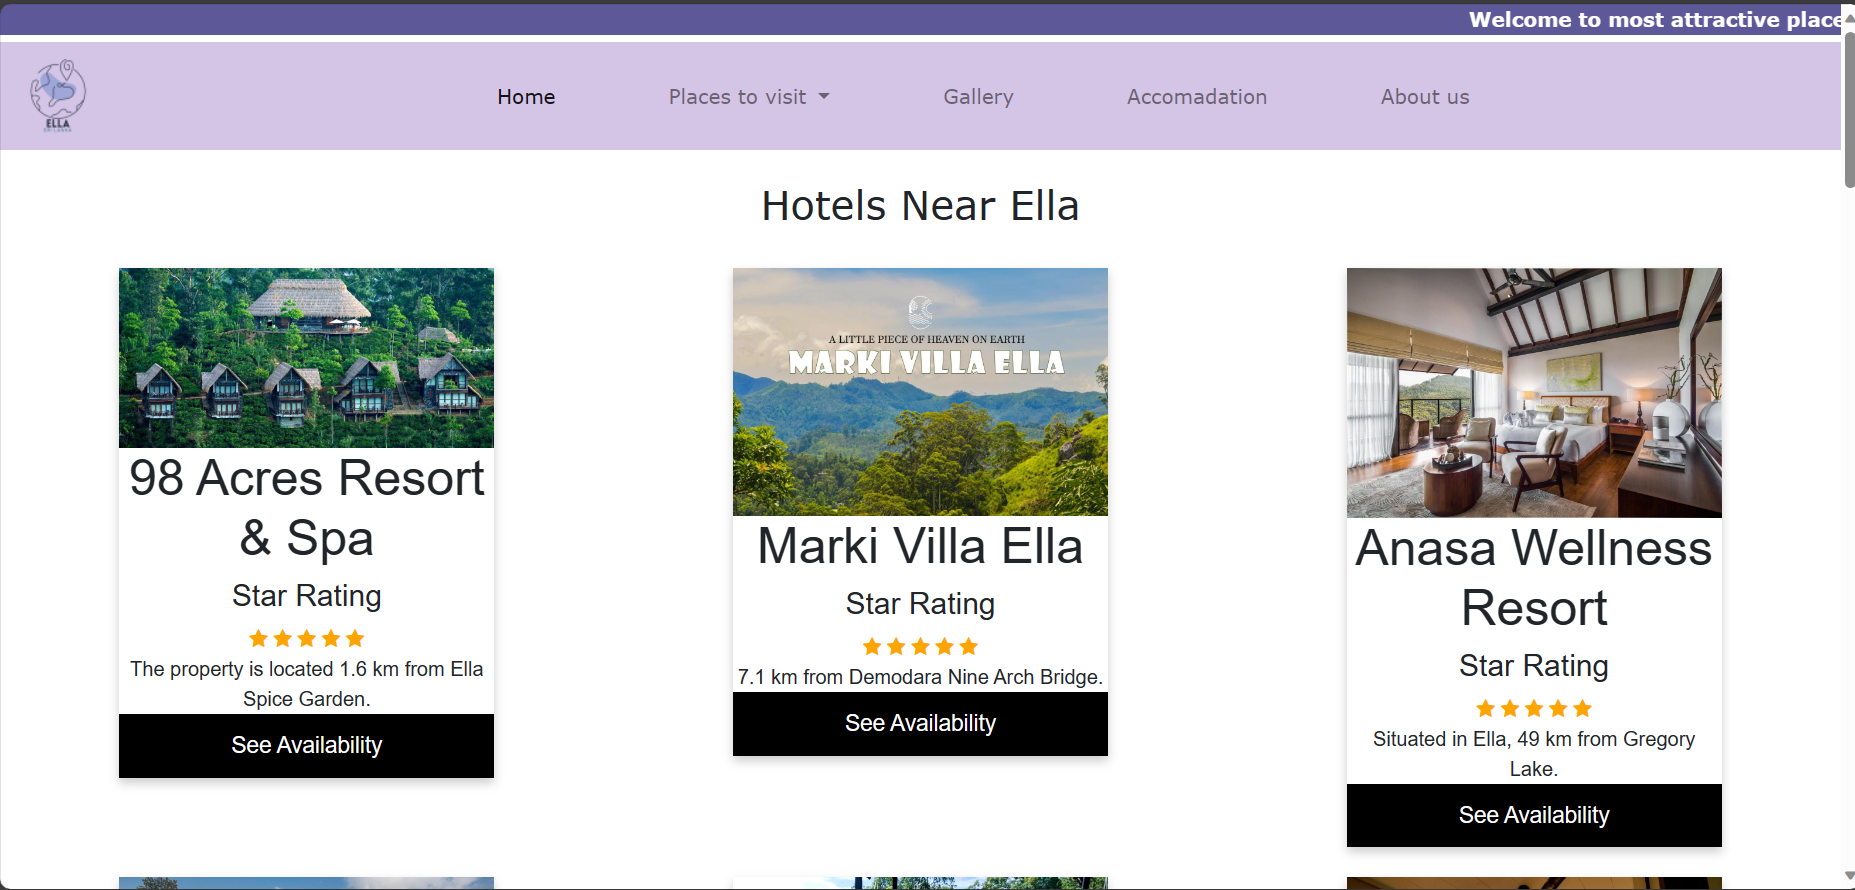 Welcome to most attractive place
ELLA
Home
Places to visit
Gallery
Accomadation
About us
Hotels Near Ella
98 Acres Resort
& Spa
Star Rating
The property is located 1.6 km from Ella
Spice Garden.
See Availability
A LITTLE PIECE OF HEAVEN ON EARTH
MARKI VILLA ELLA
Marki Villa Ella
Star Rating
7.1 km from Demodara Nine Arch Bridge.
See Availability
Anasa Wellness
Resort
Star Rating
Situated in Ella, 49 km from Gregory
Lake.
See Availability